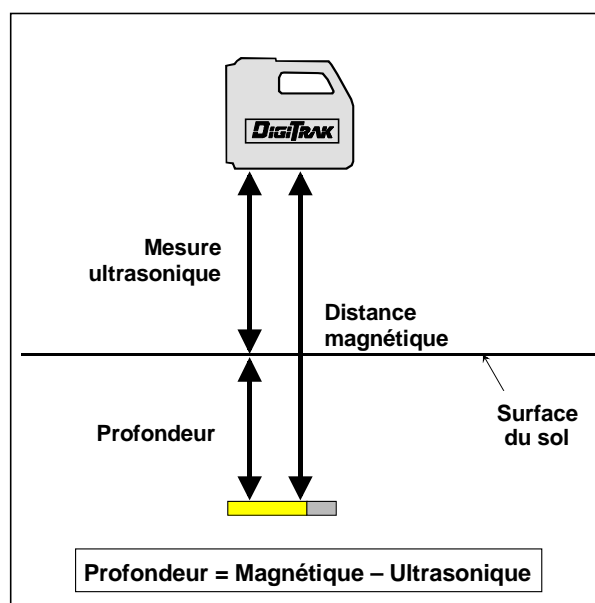 DIGITRAK
Mesure
ultrasonique
Distance
magnétique
Profondeur
Surface
du sol
Profondeur = Magnétique – Ultrasonique